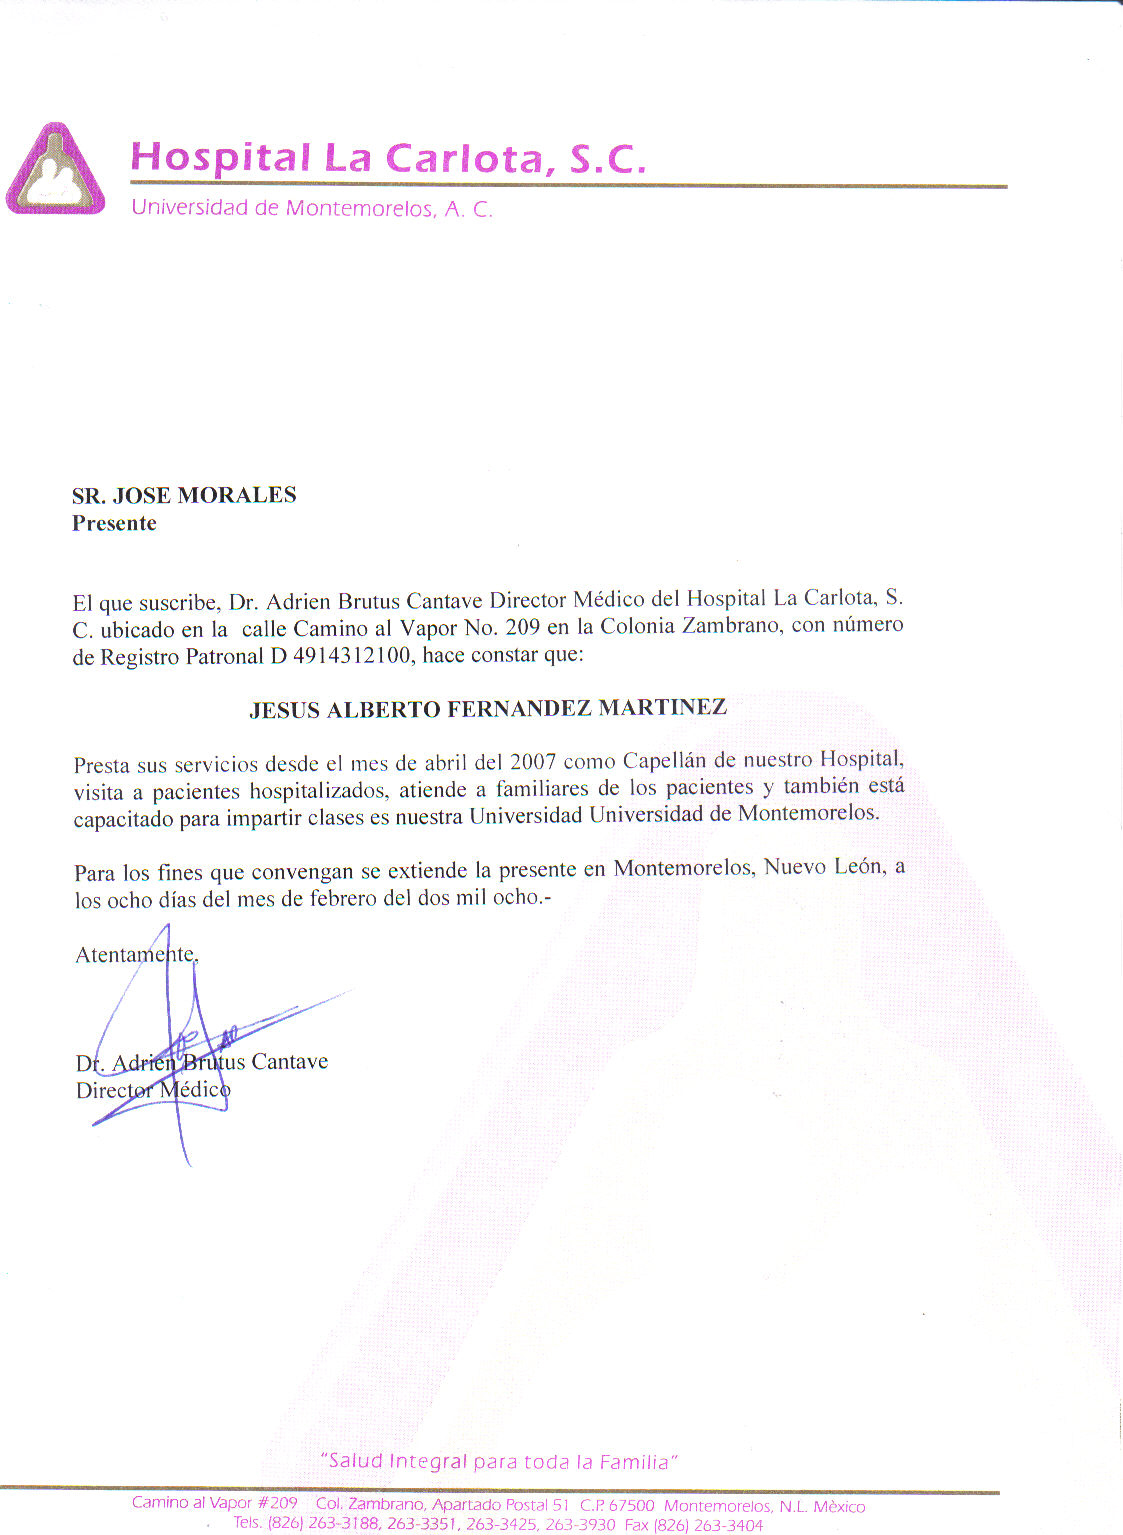 Hospital La Carlota, S.C.
Universidad de Montemorelos, A. C.
SR. JOSE MORALES
Presente
El que suscribe, Dr. Adrien Brutus Cantave Director Médico del Hospital La Carlota, S.
C. ubicado en la calle Camino al Vapor No. 209 en la Colonia Zambrano, con número
de Registro Patronal D 4914312100, hace constar que:
JESUS ALBERTO FERNANDEZ MARTINEZ
Presta sus servicios desde el mes de abril del 2007 como Capellán de nuestro Hospital,
visita a pacientes hospitalizados, atiende a familiares de los pacientes y también está
capacitado para impartir clases es nuestra Universidad Universidad de Montemorelos.
Para los fines que convengan se extiende la presente en Montemorelos, Nuevo León, a
los ocho días del mes de febrero del dos mil ocho.-
Atentamente,
Dr. Adrien Brutus Cantave
Director Médico
"Salud Integral para toda la Familia"
Camino al Vapor #209 Col. Zambrano, Apartado Postal 51 C.P. 67500 Montemorelos, N.L. Mèxico
Tels. (826) 263-3188, 263-3351, 263-3425, 263-3930 Fax (826) 263-3404